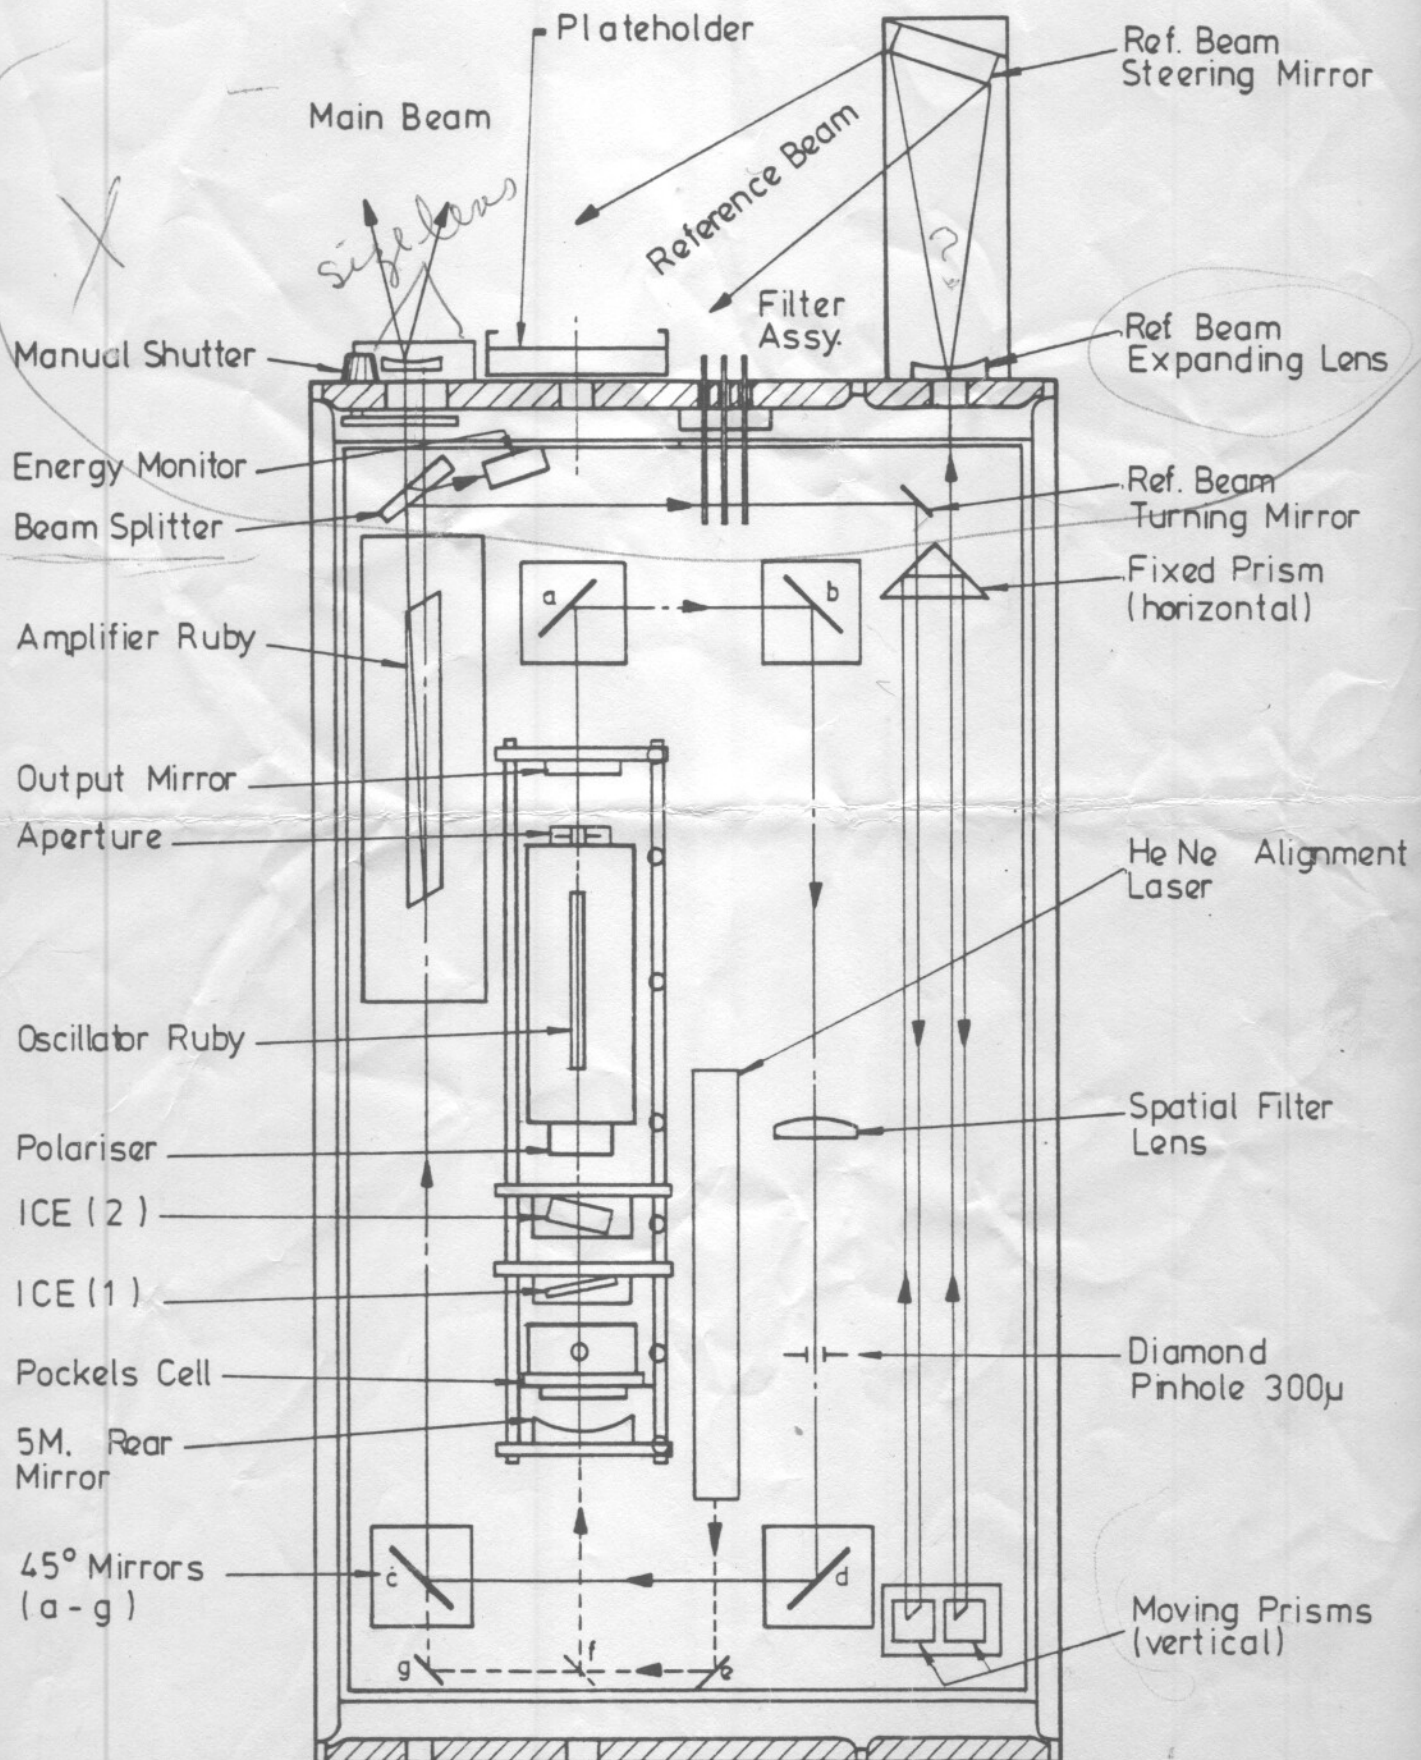 Plateholder
Ref. Beam
Steering Mirror
Main Beam
Reference Beam
size lens
?
Filter
Assy.
Manual Shutter
Ref Beam
Expanding Lens
Energy Monitor
Beam Splitter
Ref. Beam
Turning Mirror
Fixed Prism
(horizontal)
a
b
Amplifier Ruby
Output Mirror
Aperture
He Ne Alignment
Laser
Oscillator Ruby
Spatial Filter
Lens
Polariser
ICE (2)
ICE (1)
Diamond
Pinhole 300µ
Pockels Cell
5M. Rear
Mirror
45° Mirrors
(a-g)
c
d
Moving Prisms
(vertical)
g
f
e